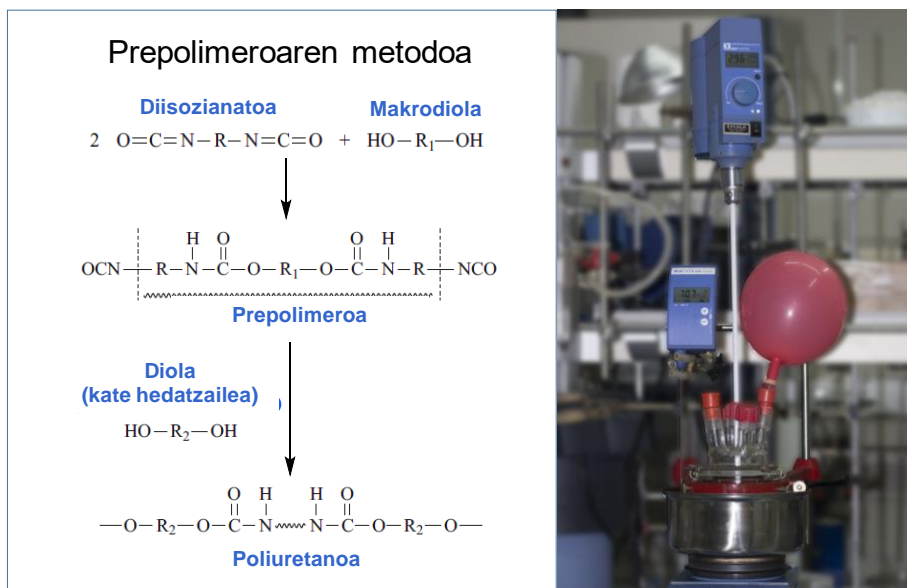 Prepolimeroaren metodoa
Diisozianatoa
Makrodiola
2 O=C=N–R–N=C=O + HO–R₁–OH
H O O H
OCN–R–N–C–O–R₁–O–C–N–R–NCO
Prepolimeroa
Diola
(kate hedatzailea)
HO–R₂–OH
O H H O
–O–R₂–O–C–N N–C–O–R₂–O–
Poliuretanoa